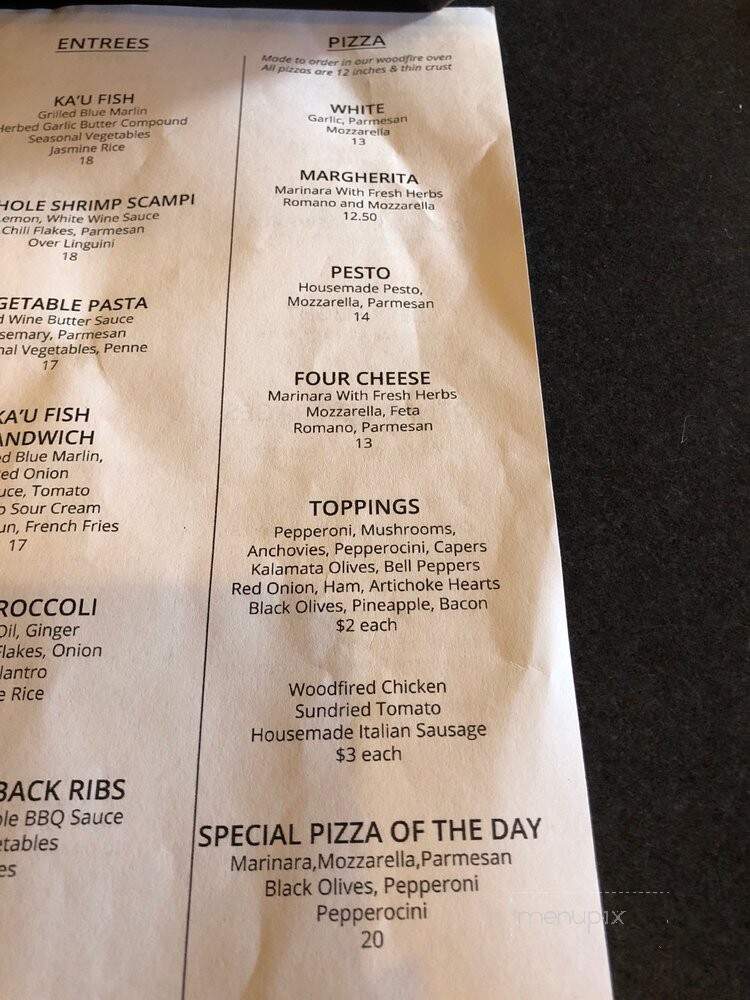 ENTREES
KA'U FISH
Grilled Blue Marlin
Herbed Garlic Butter Compound
Seasonal Vegetables
Jasmine Rice
18
SHRIMP SCAMPI
White Wine Sauce
Chili Flakes, Parmesan
Over Linguini
18
PASTA
Wine Butter Sauce
Parmesan
Vegetables, Penne
17
KA'U FISH
Blue Marlin,
Onion
Tomato
Sour Cream
French Fries
17
Ginger
Onion
Rice
BACK RIBS
BBQ Sauce
PIZZA
Made to order in our woodfire oven
All pizzas are 12 inches & thin crust
WHITE
Garlic, Parmesan
Mozzarella
13
MARGHERITA
Marinara With Fresh Herbs
Romano and Mozzarella
12.50
PESTO
Housemade Pesto,
Mozzarella, Parmesan
14
FOUR CHEESE
Marinara With Fresh Herbs
Mozzarella, Feta
Romano, Parmesan
13
TOPPINGS
Pepperoni, Mushrooms,
Anchovies, Pepperocini, Capers
Kalamata Olives, Bell Peppers
Red Onion, Ham, Artichoke Hearts
Black Olives, Pineapple, Bacon
$2 each
Woodfired Chicken
Sundried Tomato
Housemade Italian Sausage
$3 each
SPECIAL PIZZA OF THE DAY
Marinara,Mozzarella,Parmesan
Black Olives, Pepperoni
Pepperocini
20
menupix